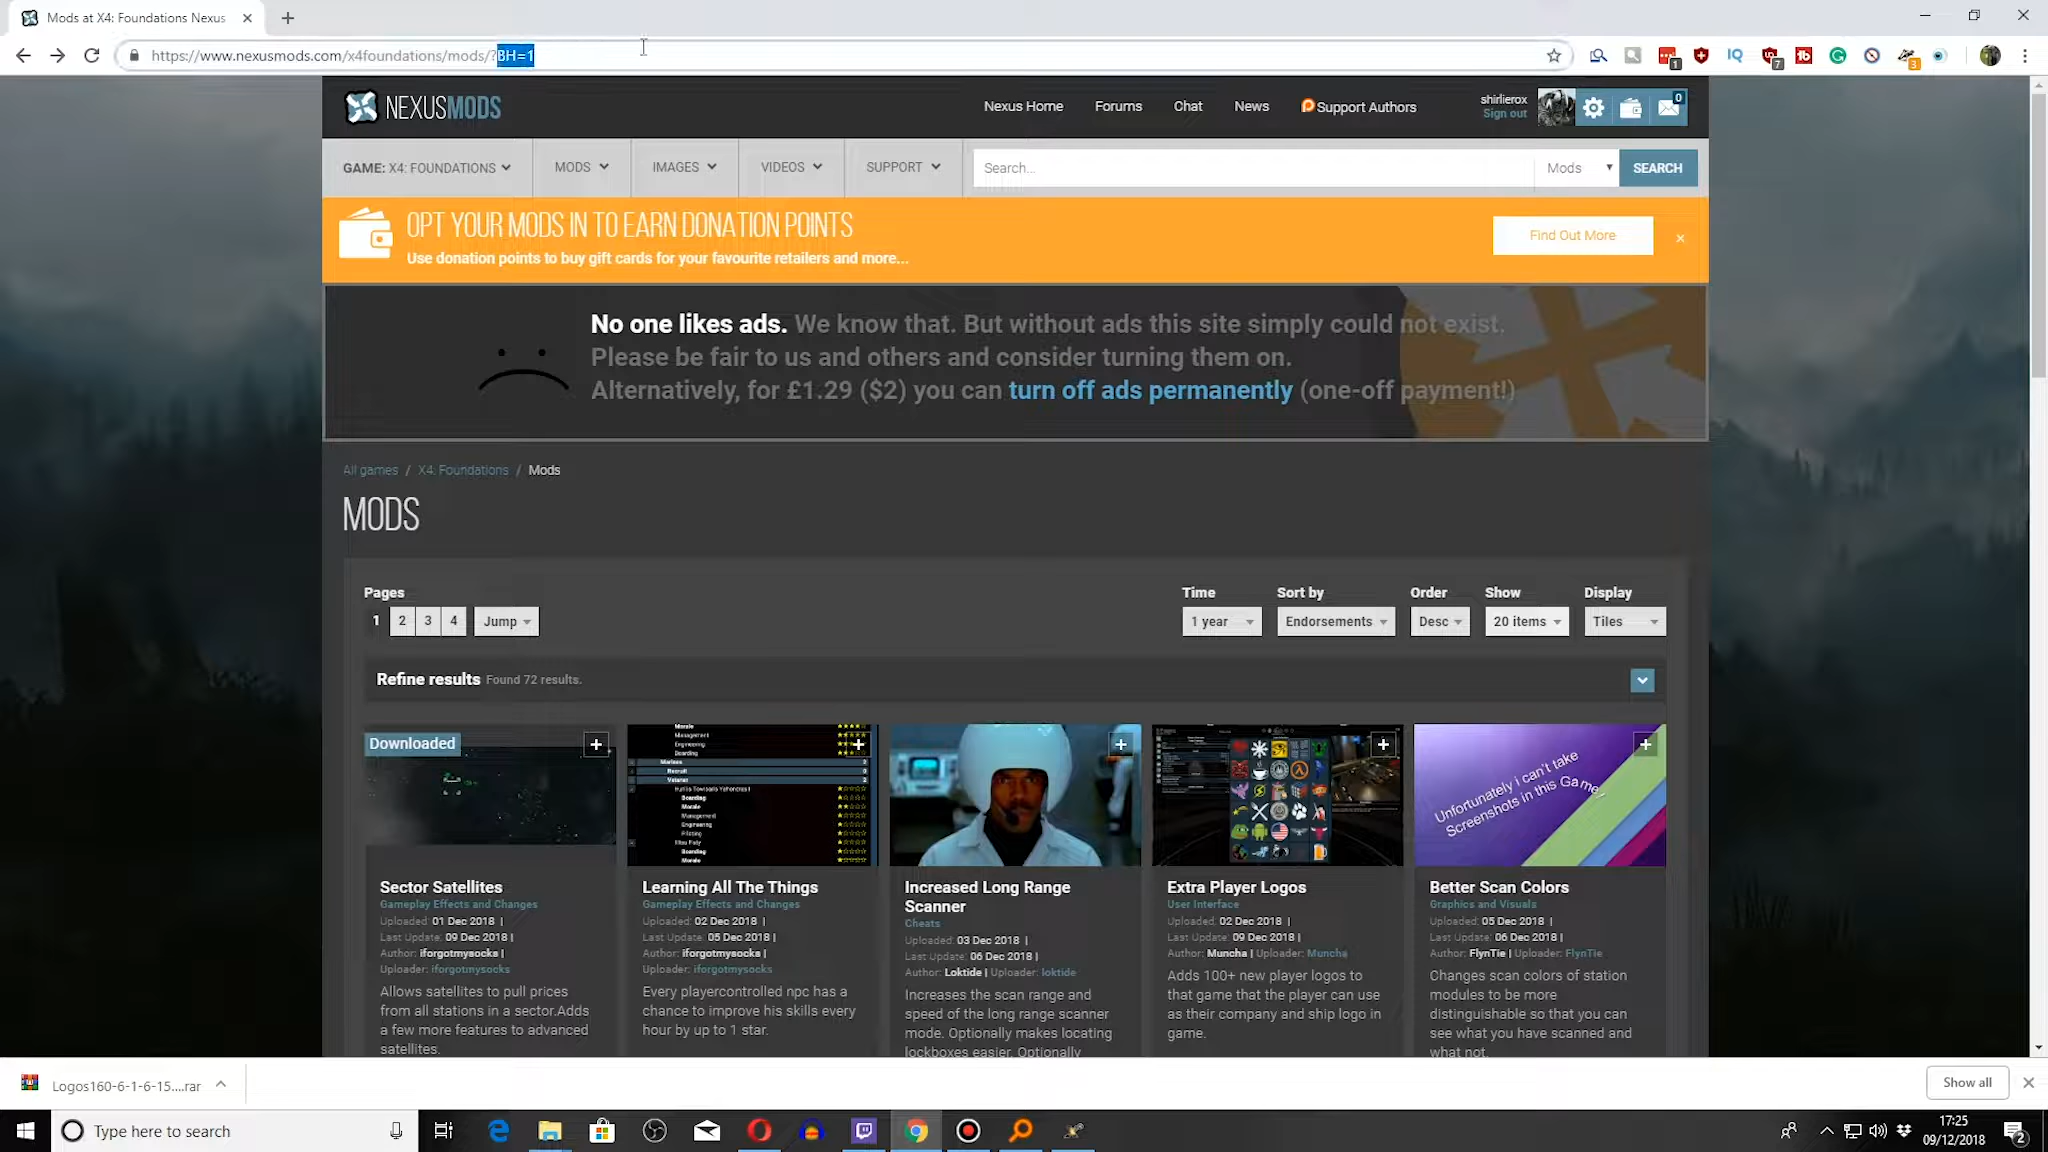 Mods at X4: Foundations Nexus
https://www.nexusmods.com/x4foundations/mods/?BH=1
NEXUSMODS
Nexus Home
Forums
Chat
News
Support Authors
shirlierox
Sign out
0
GAME: X4: FOUNDATIONS
MODS
IMAGES
VIDEOS
SUPPORT
Search...
Mods
SEARCH
OPT YOUR MODS IN TO EARN DONATION POINTS
Use donation points to buy gift cards for your favourite retailers and more...
Find Out More
No one likes ads. We know that. But without ads this site simply could not exist.
Please be fair to us and others and consider turning them on.
Alternatively, for £1.29 ($2) you can turn off ads permanently (one-off payment!)
All games / X4: Foundations / Mods
MODS
Pages
1 2 3 4 Jump
Time
1 year
Sort by
Endorsements
Order
Desc
Show
20 items
Display
Tiles
Refine results Found 72 results.
Downloaded
Sector Satellites
Gameplay Effects and Changes
Uploaded: 01 Dec 2018 |
Last Update: 09 Dec 2018 |
Author: iforgotmysocks |
Uploader: iforgotmysocks
Allows satellites to pull prices
from all stations in a sector.Adds
a few more features to advanced
satellites.
Morale
Management
Engineering
Boarding
Marines
Recruit
Veteran
Boarding
Morale
Management
Engineering
Piloting
Boarding
Morale
Learning All The Things
Gameplay Effects and Changes
Uploaded: 02 Dec 2018 |
Last Update: 05 Dec 2018 |
Author: iforgotmysocks |
Uploader: iforgotmysocks
Every playercontrolled npc has a
chance to improve his skills every
hour by up to 1 star.
Increased Long Range
Scanner
Cheats
Uploaded: 03 Dec 2018 |
Last Update: 06 Dec 2018 |
Author: Loktide | Uploader: loktide
Increases the scan range and
speed of the long range scanner
mode. Optionally makes locating
lockboxes easier. Optionally
Extra Player Logos
User Interface
Uploaded: 02 Dec 2018 |
Last Update: 09 Dec 2018 |
Author: Muncha | Uploader: Muncha
Adds 100+ new player logos to
that game that the player can use
as their company and ship logo in
game.
Unfortunately i can't take
Screenshots in this Game
Better Scan Colors
Graphics and Visuals
Uploaded: 05 Dec 2018 |
Last Update: 06 Dec 2018 |
Author: FlynTie | Uploader: FlynTie
Changes scan colors of station
modules to be more
distinguishable so that you can
see what you have scanned and
what not.
Logos160-6-1-6-15....rar
Show all
Type here to search
17:25
09/12/2018
2